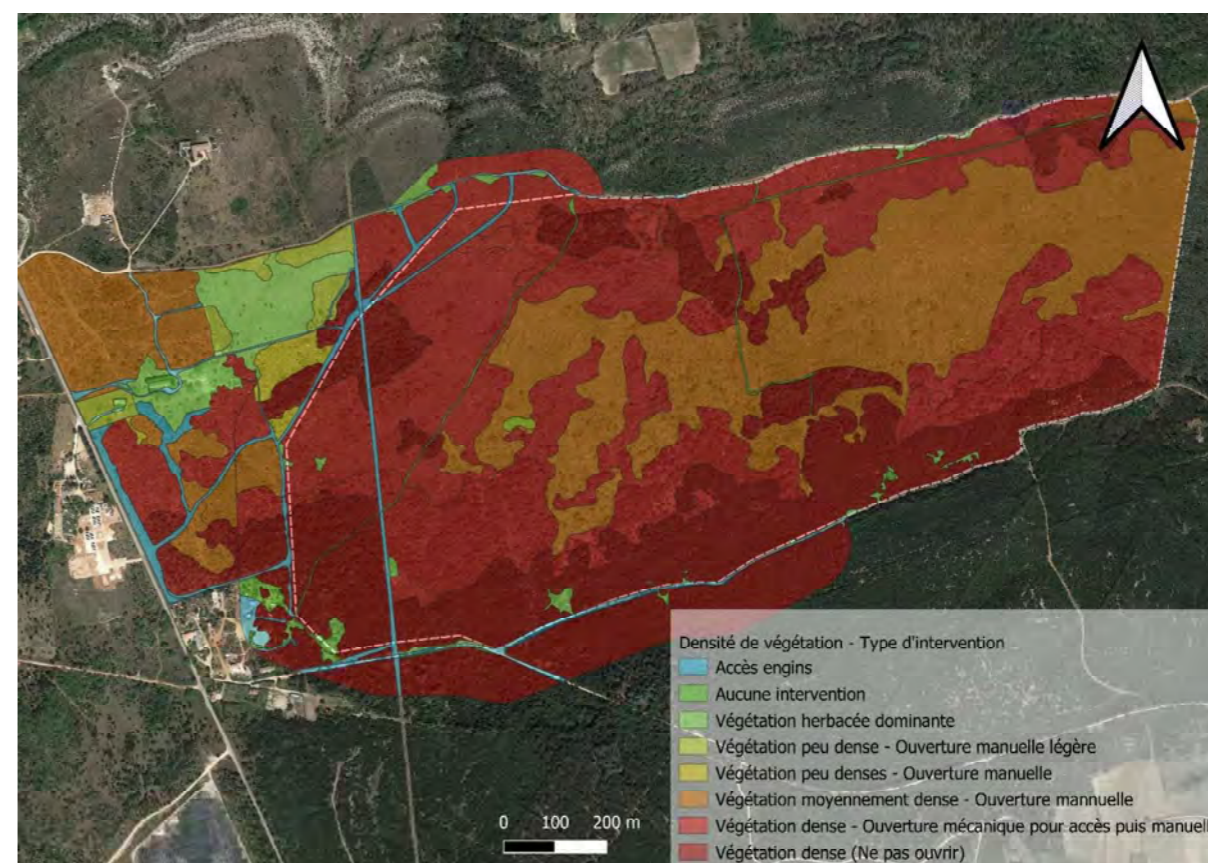 Densité de végétation - Type d'intervention
Accès engins
Aucune intervention
Végétation herbacée dominante
Végétation peu dense - Ouverture manuelle légère
Végétation peu denses - Ouverture manuelle
Végétation moyennement dense - Ouverture mannuelle
Végétation dense - Ouverture mécanique pour accès puis manuell
Végétation dense (Ne pas ouvrir)
0 100 200 m